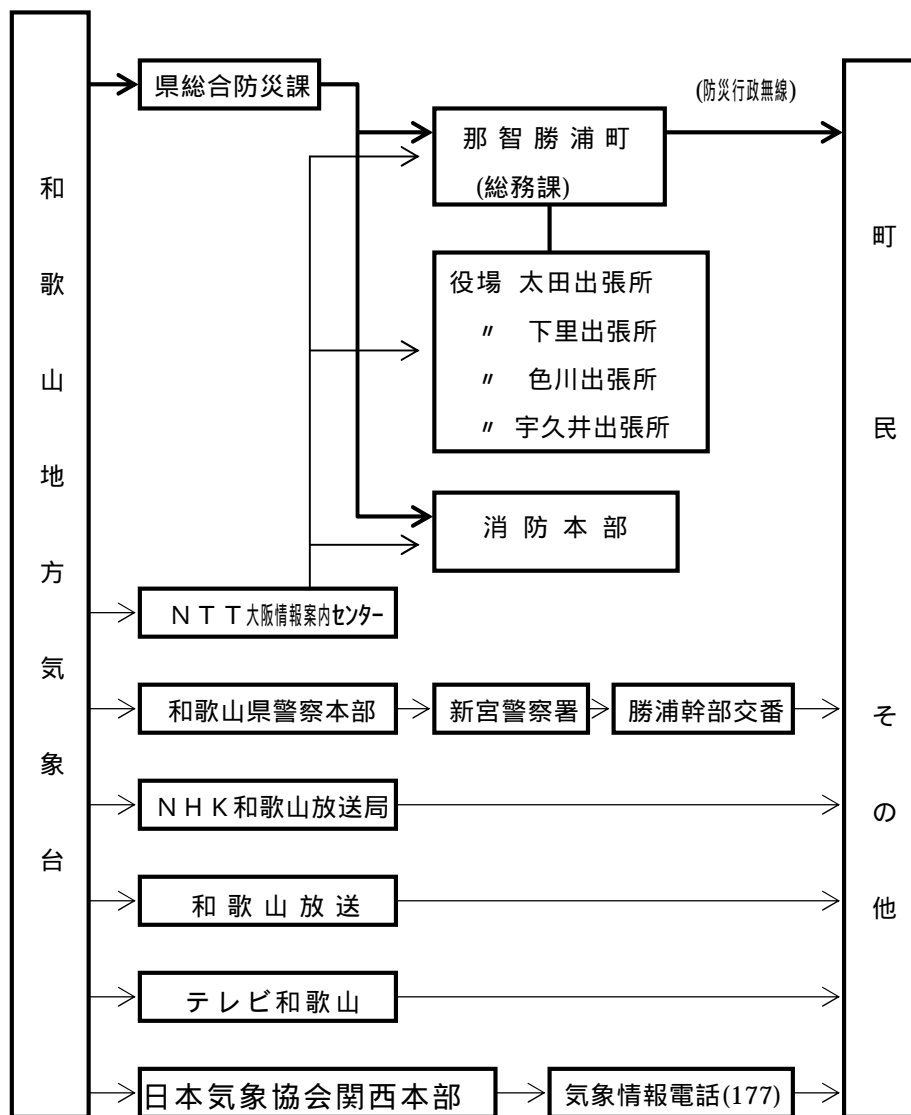 和歌山地方気象台
県総合防災課
(防災行政無線)
那智勝浦町
(総務課)
役場 太田出張所
〃 下里出張所
〃 色川出張所
〃 宇久井出張所
消防本部
ＮＴＴ大阪情報案内センター
和歌山県警察本部
新宮警察署
勝浦幹部交番
ＮＨＫ和歌山放送局
和歌山放送
テレビ和歌山
日本気象協会関西本部
気象情報電話(177)
町民その他